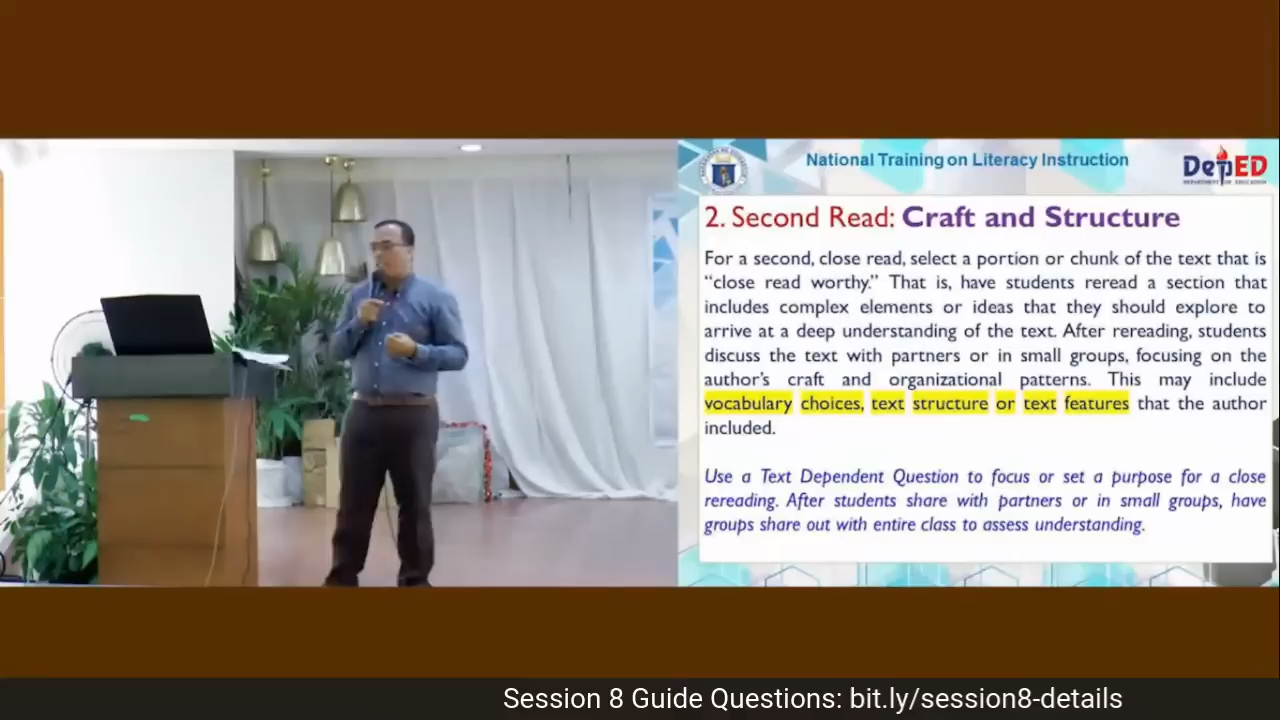 National Training on Literacy Instruction
DepED
DEPARTMENT OF EDUCATION
2. Second Read: Craft and Structure
For a second, close read, select a portion or chunk of the text that is
“close read worthy.” That is, have students reread a section that
includes complex elements or ideas that they should explore to
arrive at a deep understanding of the text. After rereading, students
discuss the text with partners or in small groups, focusing on the
author’s craft and organizational patterns. This may include
vocabulary choices, text structure or text features that the author
included.
Use a Text Dependent Question to focus or set a purpose for a close
rereading. After students share with partners or in small groups, have
groups share out with entire class to assess understanding.
Session 8 Guide Questions: bit.ly/session8-details